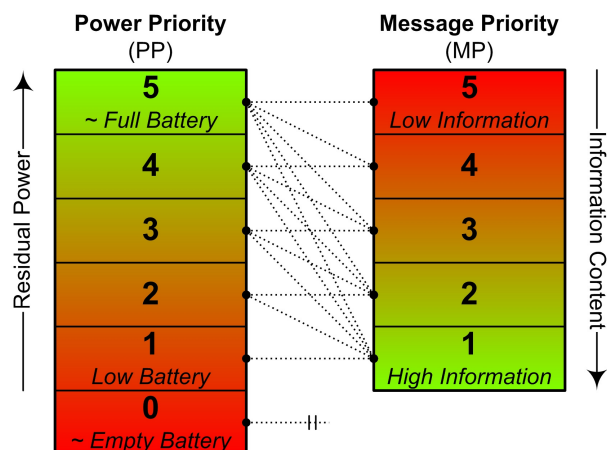 Power Priority
(PP)
Message Priority
(MP)
Residual Power
5
~ Full Battery
4
3
2
1
Low Battery
0
~ Empty Battery
5
Low Information
4
3
2
1
High Information
Information Content